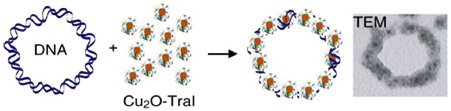 DNA
+
Cu2O-TraI
TEM